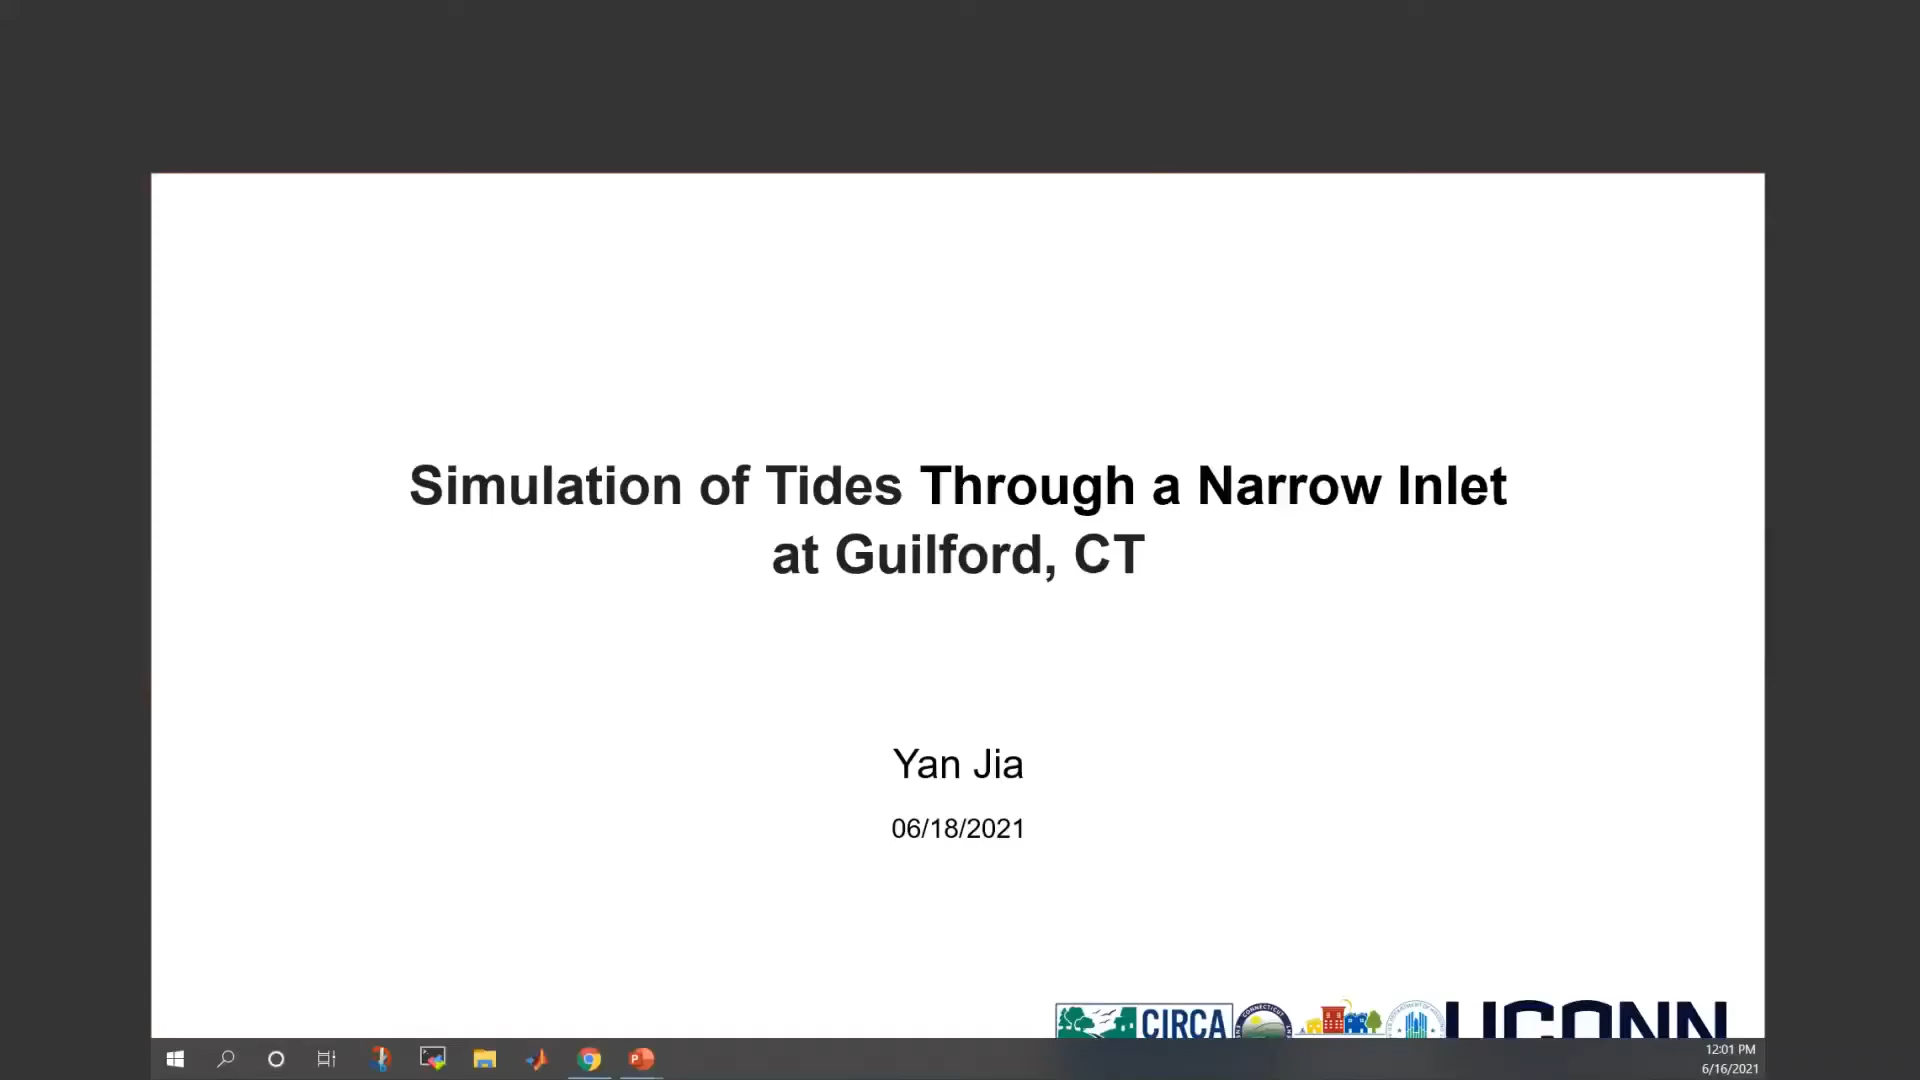 Simulation of Tides Through a Narrow Inlet
at Guilford, CT
Yan Jia
06/18/2021
CIRCA
CONNECTICUT
UCONN
12:01 PM
6/16/2021